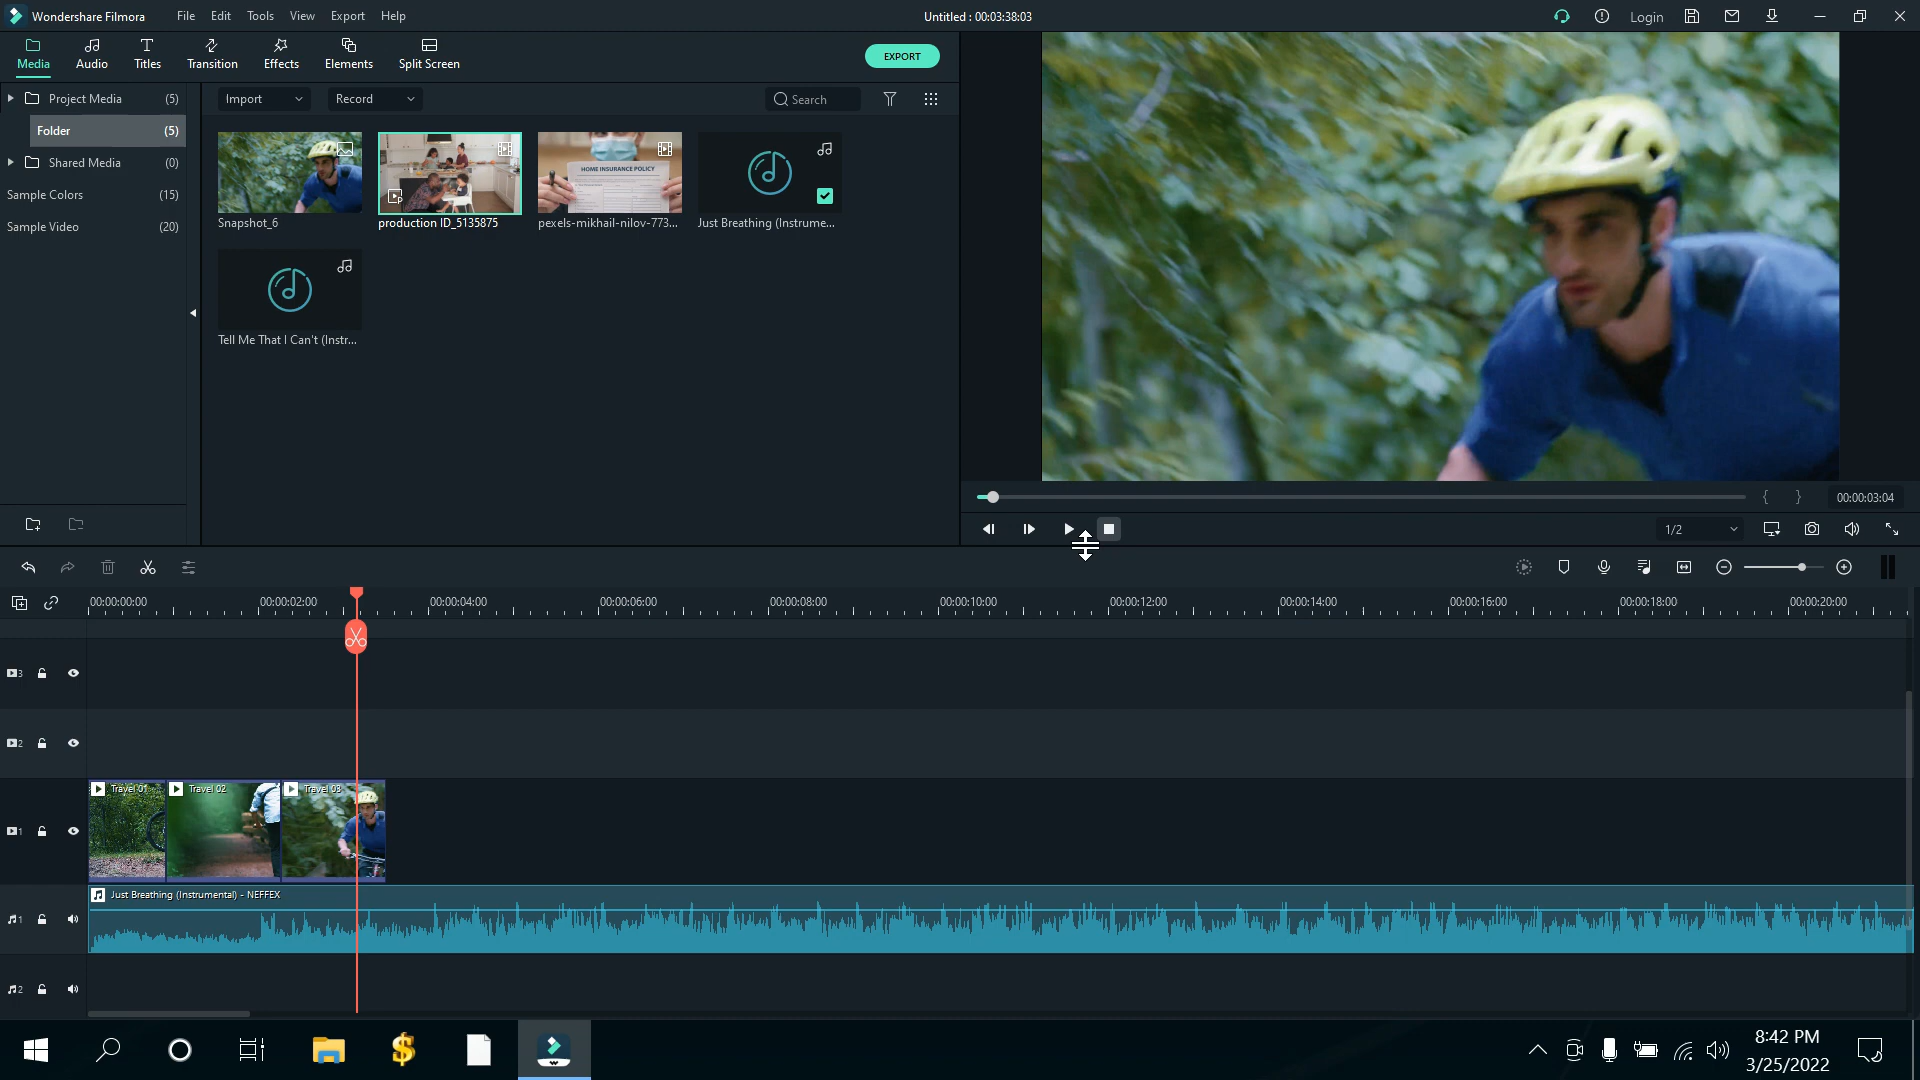 Wondershare Filmora
File Edit Tools View Export Help
Untitled : 00:03:38:03
Login
Media Audio Titles Transition Effects Elements Split Screen
EXPORT
Project Media (5)
Folder (5)
Shared Media (0)
Sample Colors (15)
Sample Video (20)
Import Record Search
HOME INSURANCE POLICY
Snapshot_6 production ID_5135875 pexels-mikhail-nilov-773... Just Breathing (Instrume...
Tell Me That I Can't (Instr...
{ } 00:00:03:04
1/2
00:00:00:00 00:00:02:00 00:00:04:00 00:00:06:00 00:00:08:00 00:00:10:00 00:00:12:00 00:00:14:00 00:00:16:00 00:00:18:00 00:00:20:00
3
2
1
Travel 01 Travel 02 Travel 03
Just Breathing (Instrumental) - NEFFEX
1
2
8:42 PM
3/25/2022